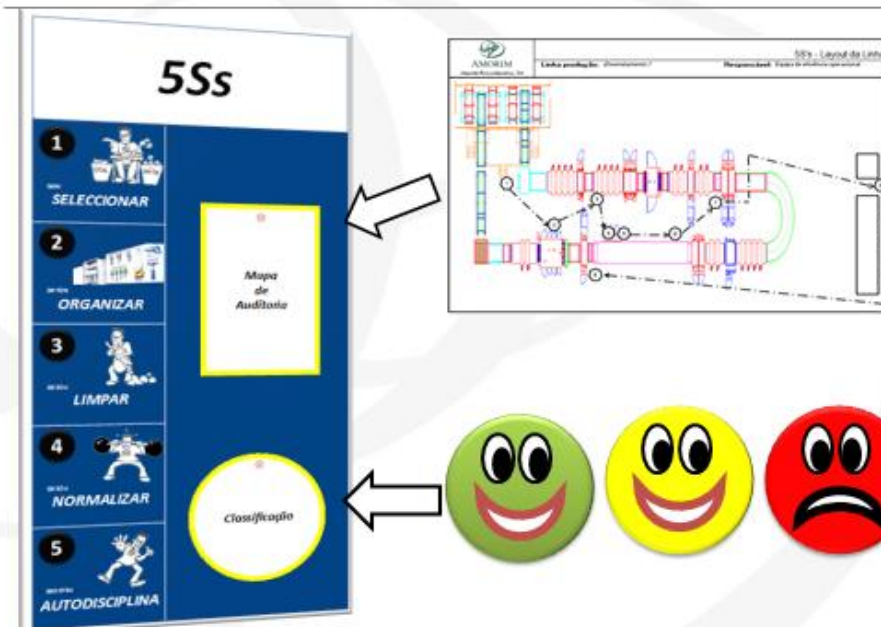 5Ss
1
SELECCIONAR
2
ORGANIZAR
3
LIMPAR
4
NORMALIZAR
5
AUTODISCIPLINA
Mapa
de
Auditoria
Classificação
AMORIM
5S's - Layout da Linha
Linha produção:
Responsável: